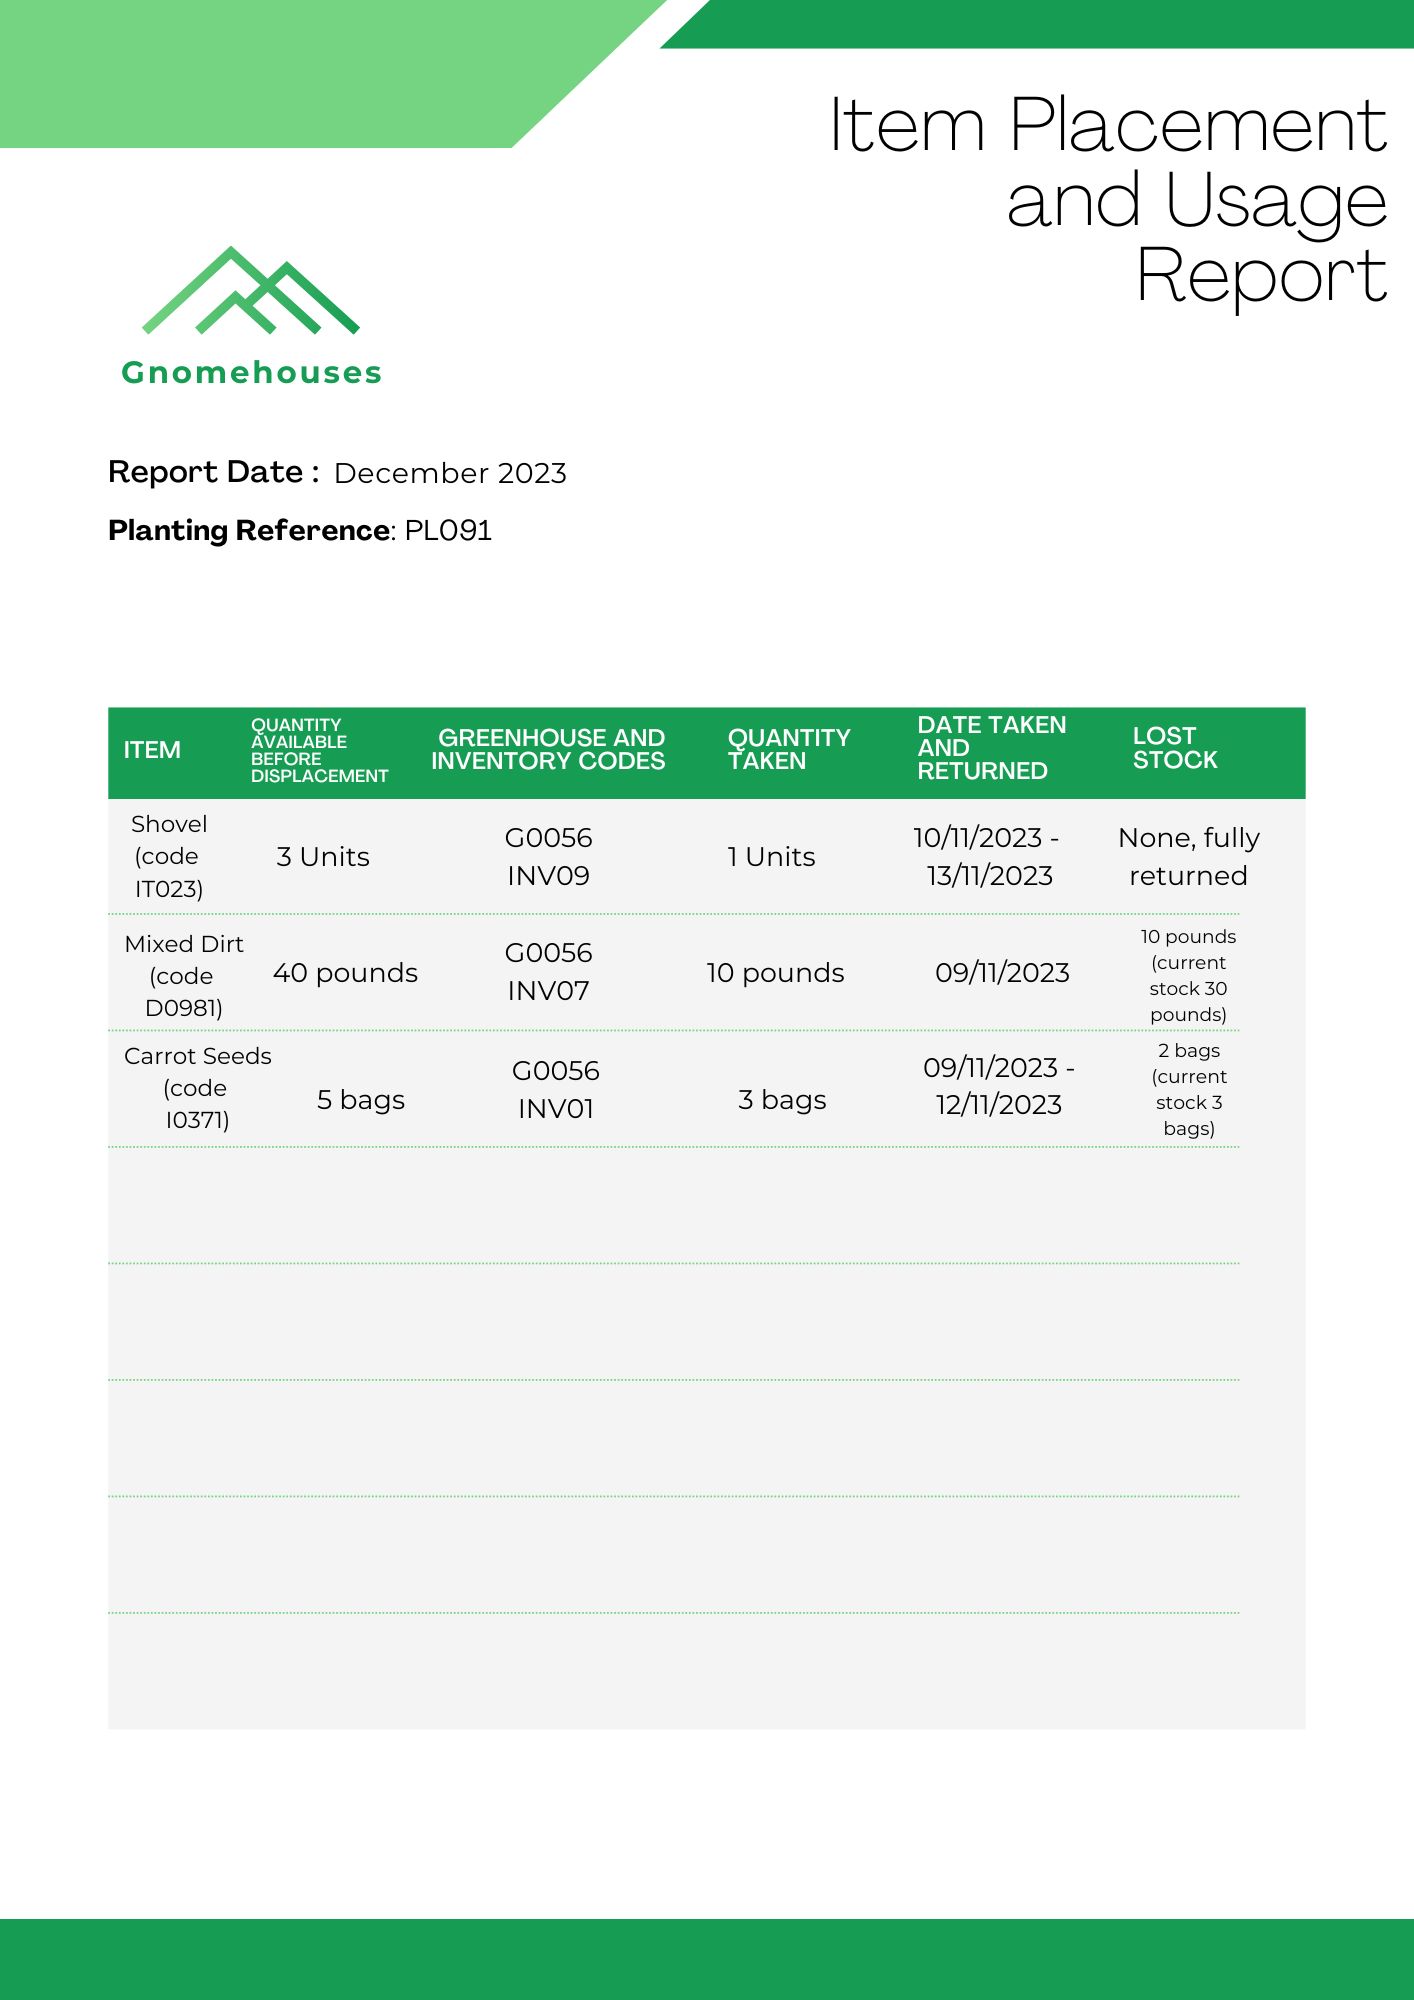 Item Placement
and Usage
Report
Gnomehouses
Report Date : December 2023
Planting Reference: PL091
ITEM
QUANTITY
AVAILABLE
BEFORE
DISPLACEMENT
GREENHOUSE AND
INVENTORY CODES
QUANTITY
TAKEN
DATE TAKEN
AND
RETURNED
LOST
STOCK
Shovel
(code
IT023)
3 Units
G0056
INV09
1 Units
10/11/2023 -
13/11/2023
None, fully
returned
Mixed Dirt
(code
D0981)
40 pounds
G0056
INV07
10 pounds
09/11/2023
10 pounds
(current
stock 30
pounds)
Carrot Seeds
(code
I0371)
5 bags
G0056
INV01
3 bags
09/11/2023 -
12/11/2023
2 bags
(current
stock 3
bags)